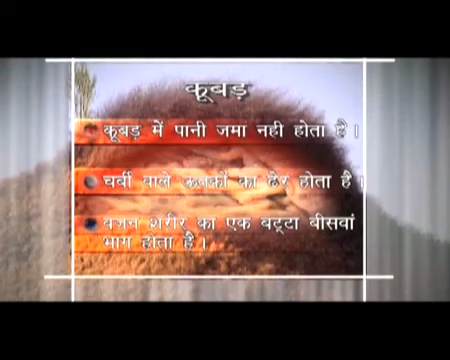 कूबड़
कूबड़ में पानी जमा नही होता है।
चर्बी वाले ऊतकों का ढेर होता है।
वजन शरीर का एक बट्टा बीसवां
भाग होता है।